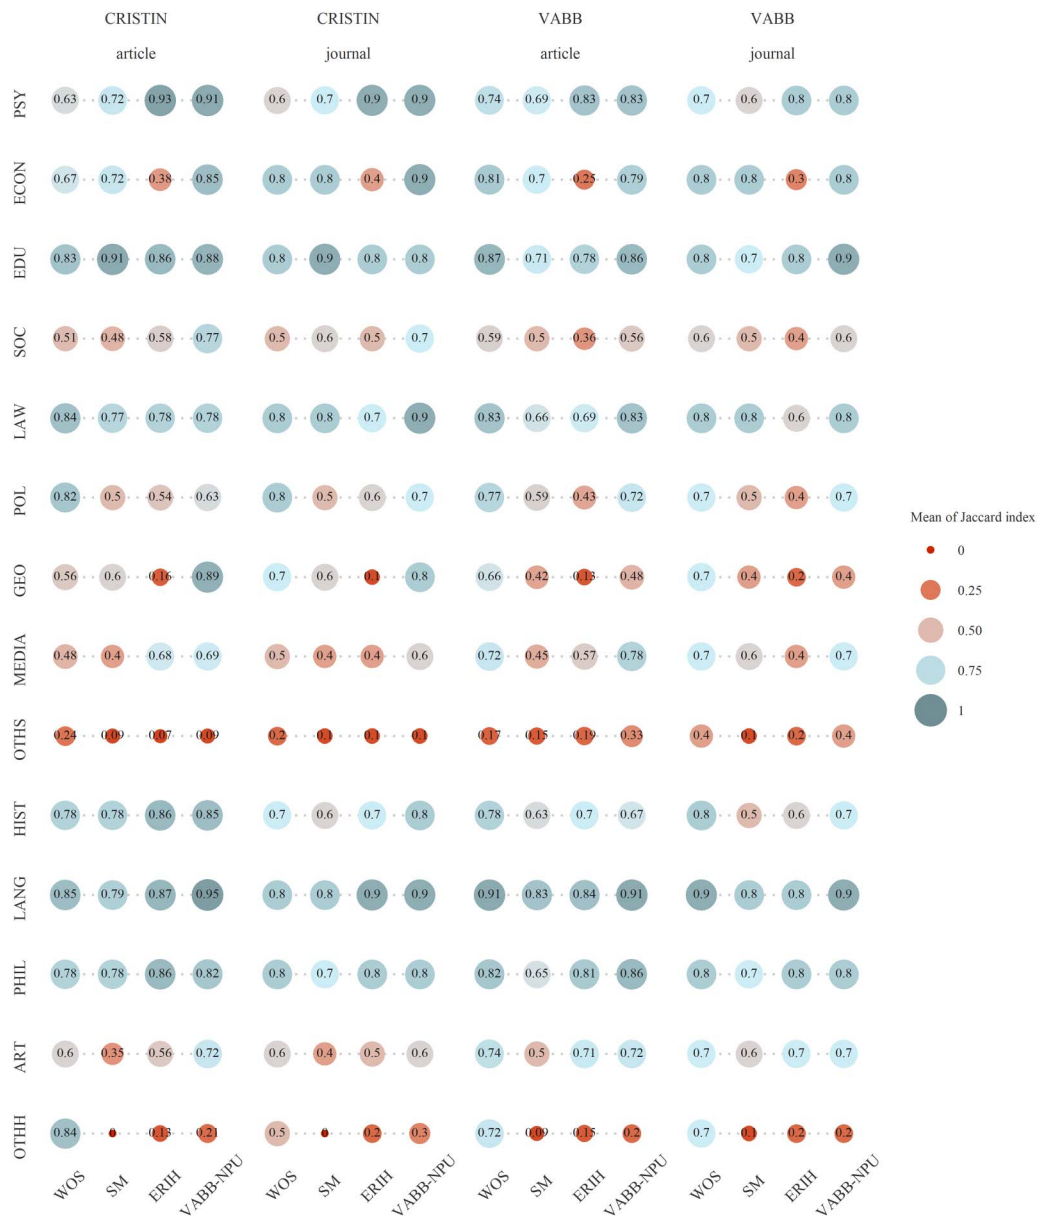 CRISTIN CRISTIN VABB VABB
article journal article journal
PSY 0.63 0.72 0.93 0.91 0.6 0.7 0.9 0.9 0.74 0.69 0.83 0.83 0.7 0.6 0.8 0.8
ECON 0.67 0.72 0.38 0.85 0.8 0.8 0.4 0.9 0.81 0.7 0.25 0.79 0.8 0.8 0.3 0.8
EDU 0.83 0.91 0.86 0.88 0.8 0.9 0.8 0.8 0.87 0.71 0.78 0.86 0.8 0.7 0.8 0.9
SOC 0.51 0.48 0.58 0.77 0.5 0.6 0.5 0.7 0.59 0.5 0.36 0.56 0.6 0.5 0.4 0.6
LAW 0.84 0.77 0.78 0.78 0.8 0.8 0.7 0.9 0.83 0.66 0.69 0.83 0.8 0.8 0.6 0.8
POL 0.82 0.5 0.54 0.63 0.8 0.5 0.6 0.7 0.77 0.59 0.43 0.72 0.7 0.5 0.4 0.7
Mean of Jaccard index
0
GEO 0.56 0.6 0.16 0.89 0.7 0.6 0.1 0.8 0.66 0.42 0.13 0.48 0.7 0.4 0.2 0.4
0.25
0.50
MEDIA 0.48 0.4 0.68 0.69 0.5 0.4 0.4 0.6 0.72 0.45 0.57 0.78 0.7 0.6 0.4 0.7
0.75
1
OTHS 0.24 0.09 0.07 0.09 0.2 0.1 0.1 0.1 0.17 0.15 0.19 0.33 0.4 0.1 0.2 0.4
HIST 0.78 0.78 0.86 0.85 0.7 0.6 0.7 0.8 0.78 0.63 0.7 0.67 0.8 0.5 0.6 0.7
LANG 0.85 0.79 0.87 0.95 0.8 0.8 0.9 0.9 0.91 0.83 0.84 0.91 0.9 0.8 0.8 0.9
PHIL 0.78 0.78 0.86 0.82 0.8 0.7 0.8 0.8 0.82 0.65 0.81 0.86 0.8 0.7 0.8 0.8
ART 0.6 0.35 0.56 0.72 0.6 0.4 0.5 0.6 0.74 0.5 0.71 0.72 0.7 0.6 0.7 0.7
OTHH 0.84 0 0.13 0.21 0.5 0 0.2 0.3 0.72 0.09 0.15 0.2 0.7 0.1 0.2 0.2
WOS SM ERIH VABB-NPU WOS SM ERIH VABB-NPU WOS SM ERIH VABB-NPU WOS SM ERIH VABB-NPU